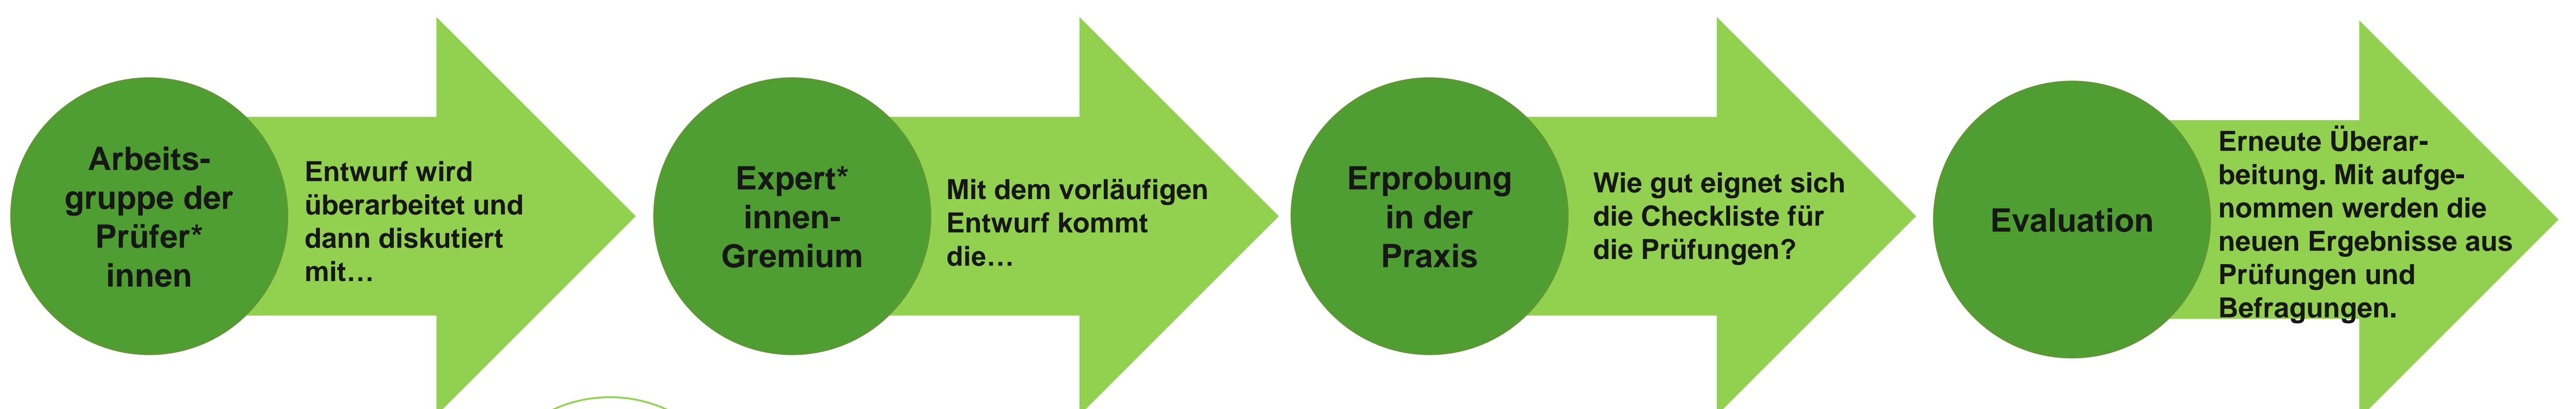 Arbeits-
gruppe der
Prüfer*
innen
Entwurf wird
überarbeitet und
dann diskutiert
mit…
Expert*
innen-
Gremium
Mit dem vorläufigen
Entwurf kommt
die…
Erprobung
in der
Praxis
Wie gut eignet sich
die Checkliste für
die Prüfungen?
Evaluation
Erneute Überar-
beitung. Mit aufge-
nommen werden die
neuen Ergebnisse aus
Prüfungen und
Befragungen.